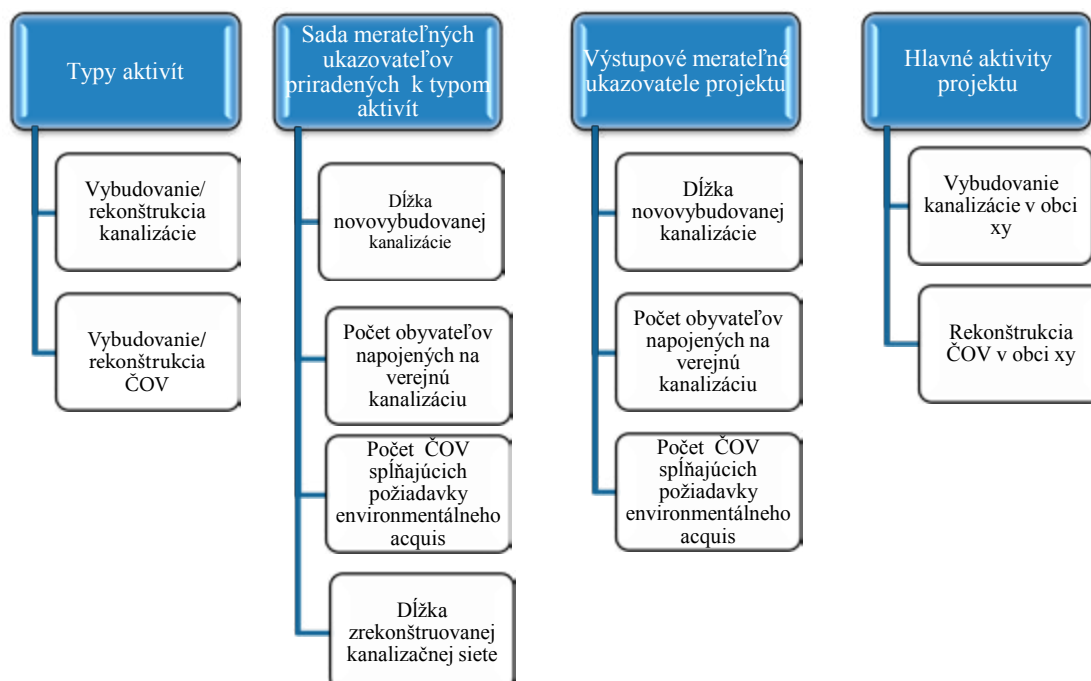 Typy aktivít
Vybudovanie/
rekonštrukcia
kanalizácie
Vybudovanie/
rekonštrukcia
ČOV
Sada merateľných
ukazovateľov
priradených k typom
aktivít
Dĺžka
novovybudovanej
kanalizácie
Počet obyvateľov
napojených na
verejnú
kanalizáciu
Počet ČOV
spĺňajúcich
požiadavky
environmentálneho
acquis
Dĺžka
zrekonštruovanej
kanalizačnej siete
Výstupové merateľné
ukazovatele projektu
Dĺžka
novovybudovanej
kanalizácie
Počet obyvateľov
napojených na
verejnú
kanalizáciu
Počet ČOV
spĺňajúcich
požiadavky
environmentálneho
acquis
Hlavné aktivity
projektu
Vybudovanie
kanalizácie v obci
xy
Rekonštrukcia
ČOV v obci xy